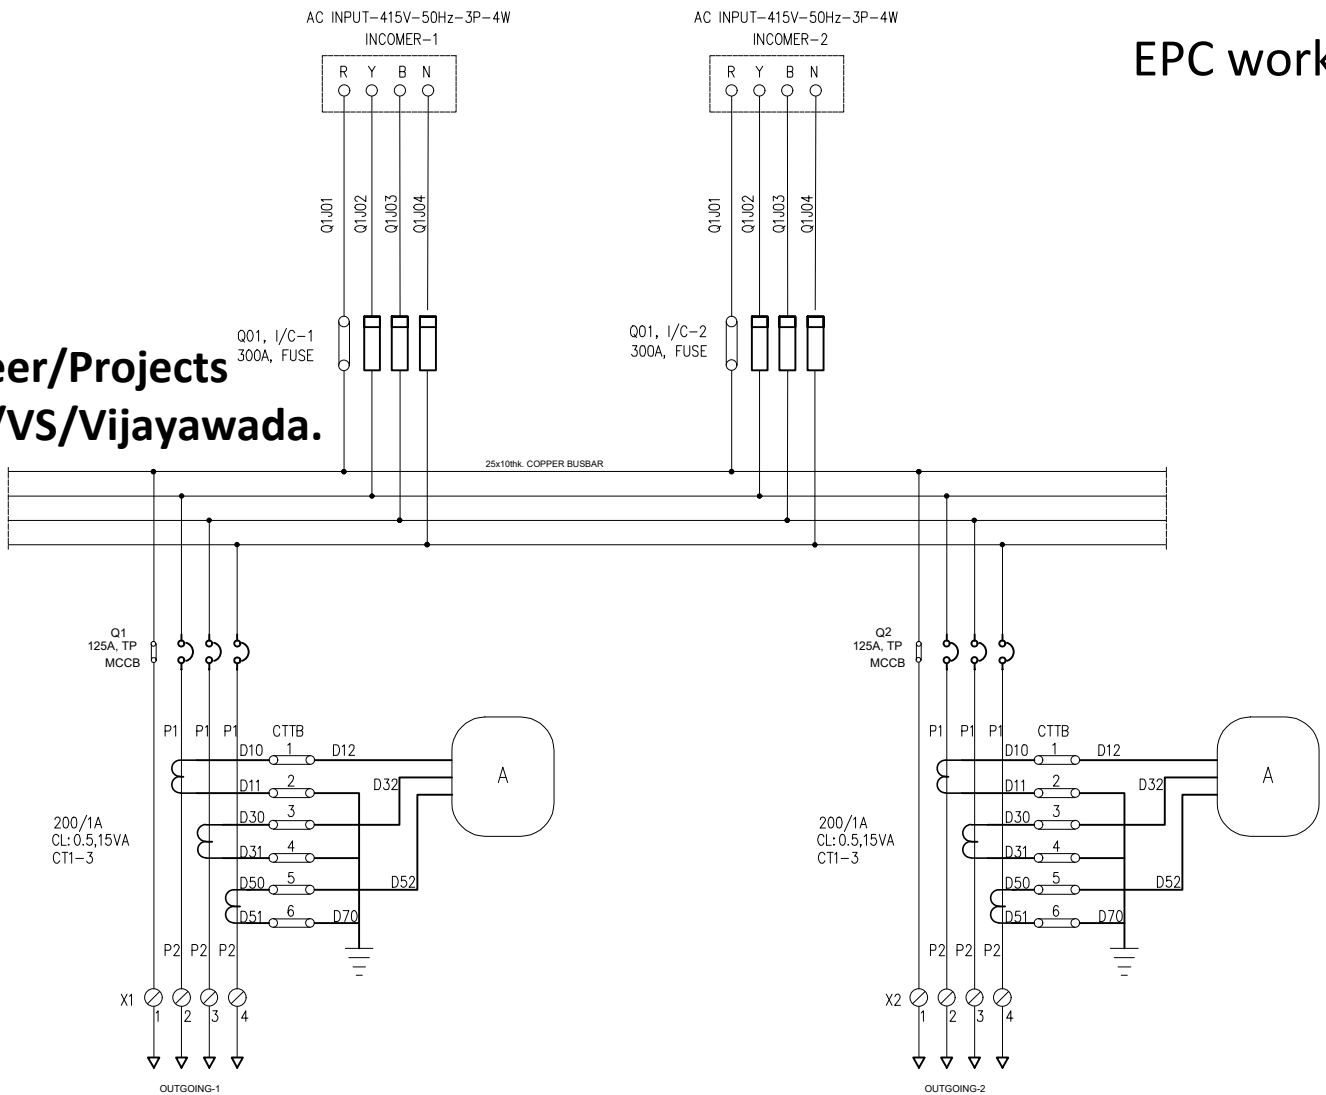 AC INPUT-415V-50Hz-3P-4W
INCOMER-1
R Y B N
AC INPUT-415V-50Hz-3P-4W
INCOMER-2
R Y B N
EPC work
Q1J01
Q1J02
Q1J03
Q1J04
Q1J01
Q1J02
Q1J03
Q1J04
Q01, I/C-1
300A, FUSE
Q01, I/C-2
300A, FUSE
eer/Projects
/VS/Vijayawada.
25x10thk. COPPER BUSBAR
Q1
125A, TP
MCCB
Q2
125A, TP
MCCB
P1 P1 P1 CTTB
D10 1 D12
D11 2 D32
D30 3
D31 4
D50 5 D52
D51 6 D70
A
200/1A
CL:0.5,15VA
CT1-3
P2 P2 P2
X1
1 2 3 4
OUTGOING-1
P1 P1 P1 CTTB
D10 1 D12
D11 2 D32
D30 3
D31 4
D50 5 D52
D51 6 D70
A
200/1A
CL:0.5,15VA
CT1-3
P2 P2 P2
X2
1 2 3 4
OUTGOING-2